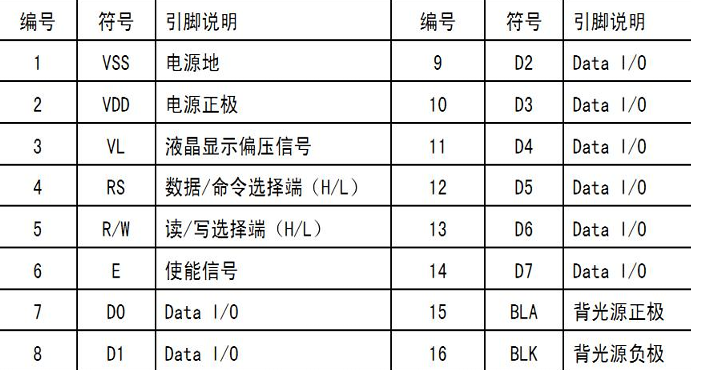 编号 符号 引脚说明 编号 符号 引脚说明
1 VSS 电源地 9 D2 Data I/O
2 VDD 电源正极 10 D3 Data I/O
3 VL 液晶显示偏压信号 11 D4 Data I/O
4 RS 数据/命令选择端（H/L） 12 D5 Data I/O
5 R/W 读/写选择端（H/L） 13 D6 Data I/O
6 E 使能信号 14 D7 Data I/O
7 D0 Data I/O 15 BLA 背光源正极
8 D1 Data I/O 16 BLK 背光源负极